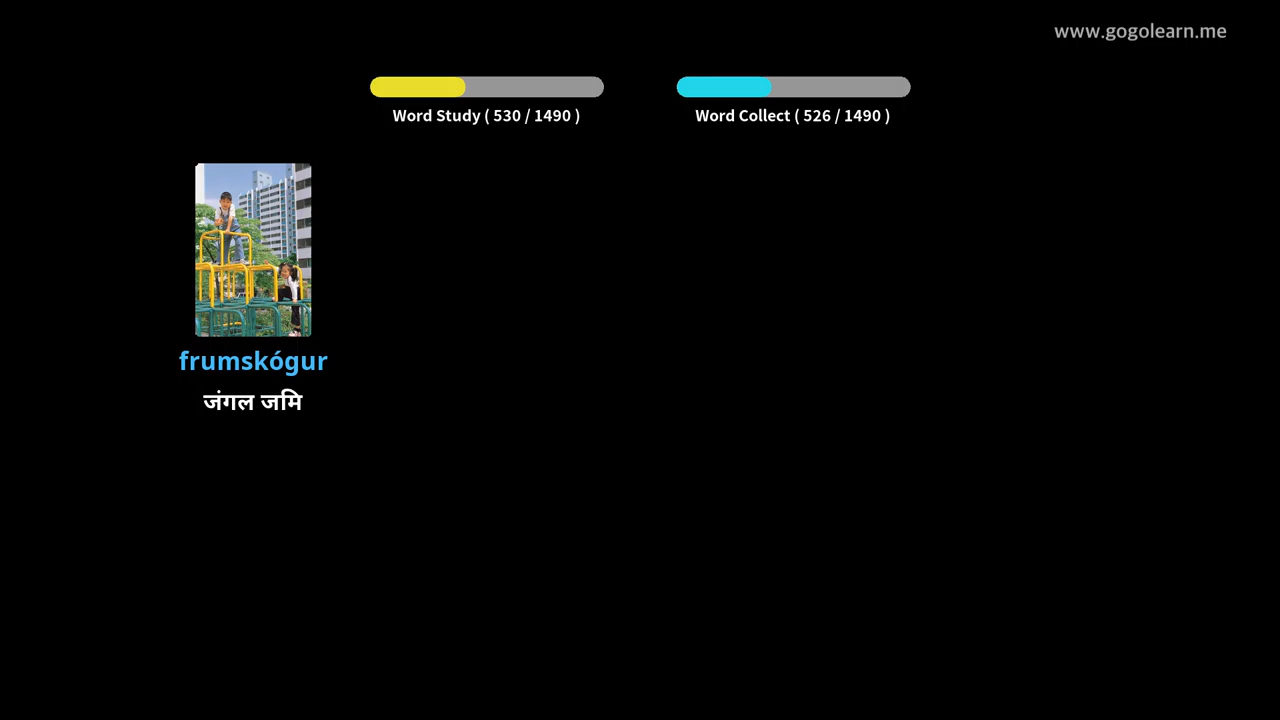 www.gogolearn.me
Word Study ( 530 / 1490 )
Word Collect ( 526 / 1490 )
frumskógur
जंगल जमि